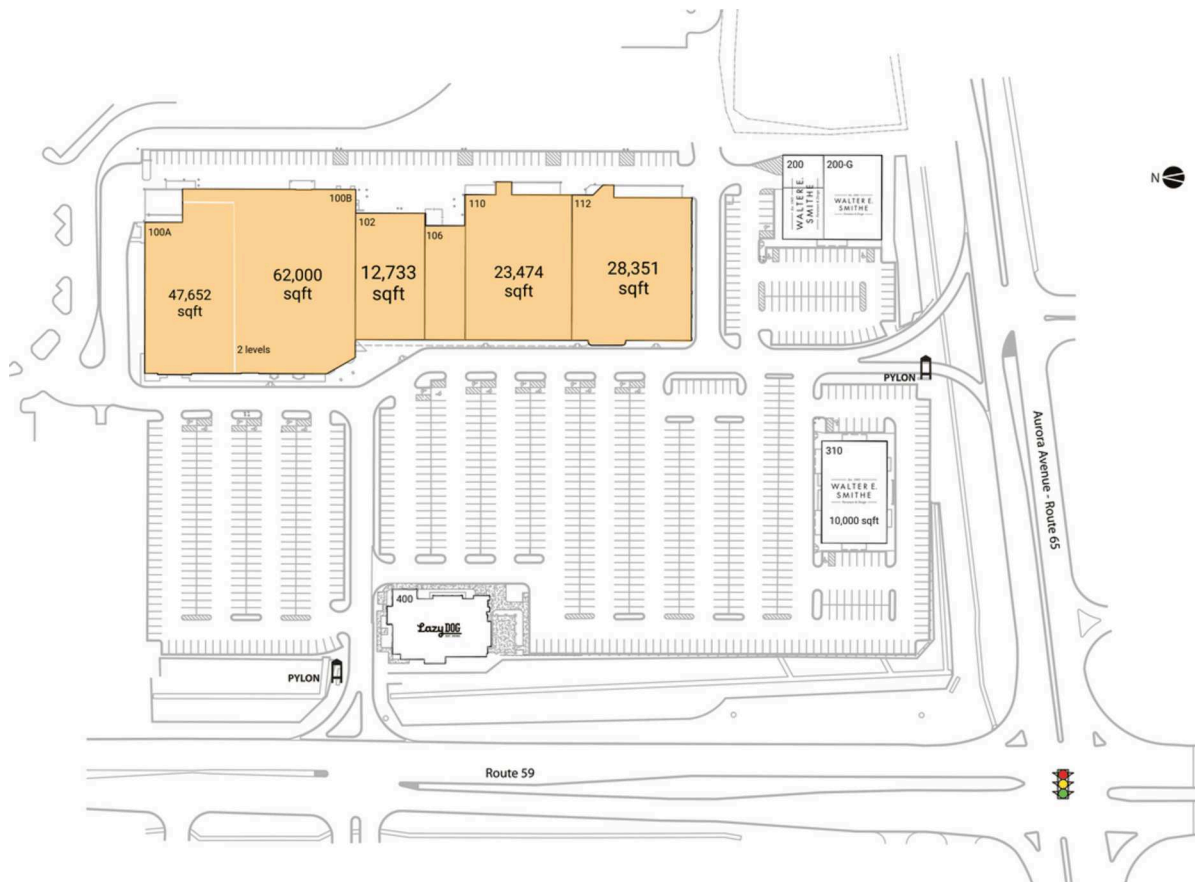 200
200-G
WALTER E.
SMITHE
WALTER E.
SMITHE
N
100B
110
112
102
100A
106
62,000
sqft
12,733
sqft
23,474
sqft
28,351
sqft
47,652
sqft
2 levels
PYLON
Aurora Avenue - Route 65
310
WALTER E.
SMITHE
10,000 sqft
400
Lazy DOG
PYLON
Route 59